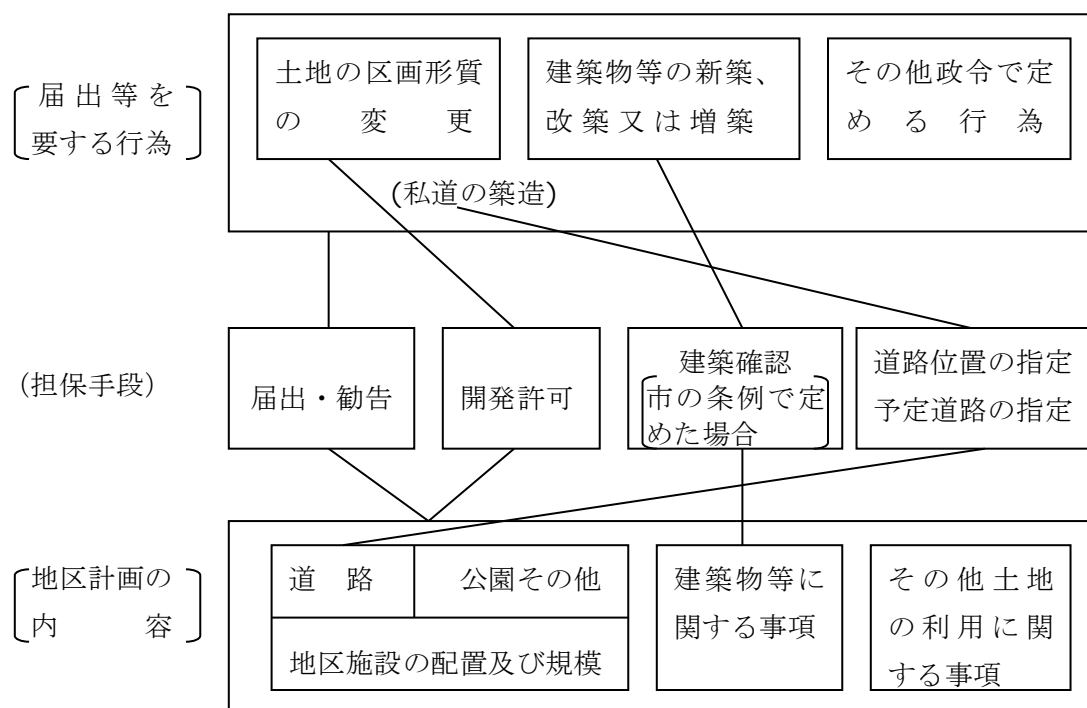 届出等を
要する行為
土地の区画形質
の変更
建築物等の新築、
改築又は増築
その他政令で定
める行為
(私道の築造)
(担保手段)
届出・勧告
開発許可
建築確認
市の条例で定
めた場合
道路位置の指定
予定道路の指定
地区計画の
内容
道路
公園その他
地区施設の配置及び規模
建築物等に
関する事項
その他土地
の利用に関
する事項